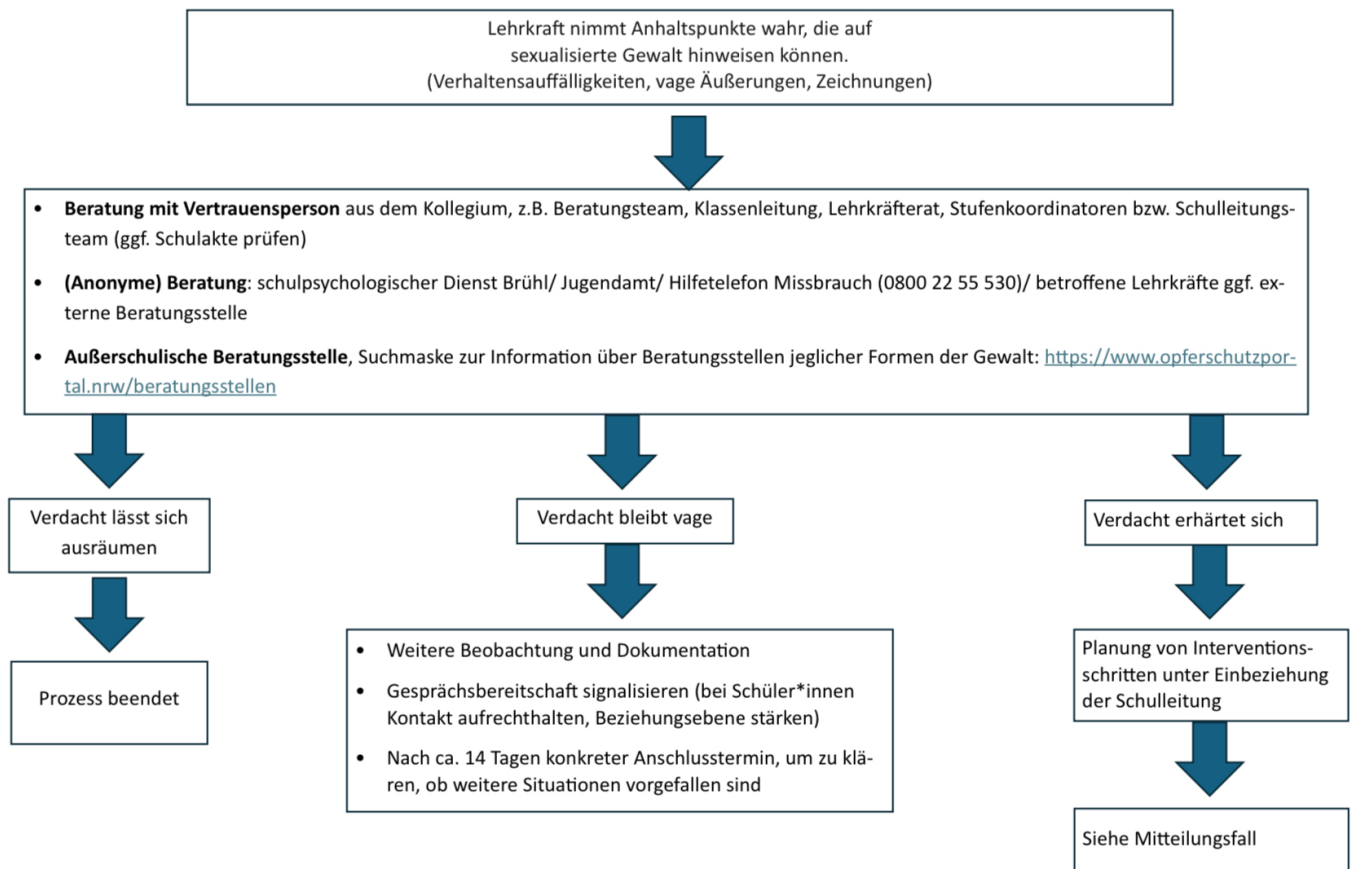 Lehrkraft nimmt Anhaltspunkte wahr, die auf
sexualisierte Gewalt hinweisen können.
(Verhaltensauffälligkeiten, vage Äußerungen, Zeichnungen)
• Beratung mit Vertrauensperson aus dem Kollegium, z.B. Beratungsteam, Klassenleitung, Lehrkräfterat, Stufenkoordinatoren bzw. Schulleitungs-
team (ggf. Schulakte prüfen)
• (Anonyme) Beratung: schulpsychologischer Dienst Brühl/ Jugendamt/ Hilfetelefon Missbrauch (0800 22 55 530)/ betroffene Lehrkräfte ggf. ex-
terne Beratungsstelle
• Außerschulische Beratungsstelle, Suchmaske zur Information über Beratungsstellen jeglicher Formen der Gewalt: https://www.opferschutzpor-
tal.nrw/beratungsstellen
Verdacht lässt sich
ausräumen
Prozess beendet
Verdacht bleibt vage
• Weitere Beobachtung und Dokumentation
• Gesprächsbereitschaft signalisieren (bei Schüler*innen
Kontakt aufrechthalten, Beziehungsebene stärken)
• Nach ca. 14 Tagen konkreter Anschlusstermin, um zu klä-
ren, ob weitere Situationen vorgefallen sind
Verdacht erhärtet sich
Planung von Interventions-
schritten unter Einbeziehung
der Schulleitung
Siehe Mitteilungsfall